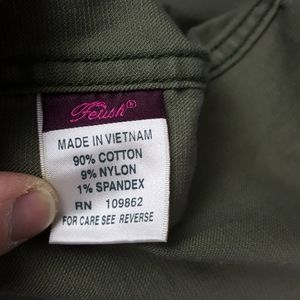 Fetish®
MADE IN VIETNAM
90% COTTON
9% NYLON
1% SPANDEX
RN 109862
FOR CARE SEE REVERSE